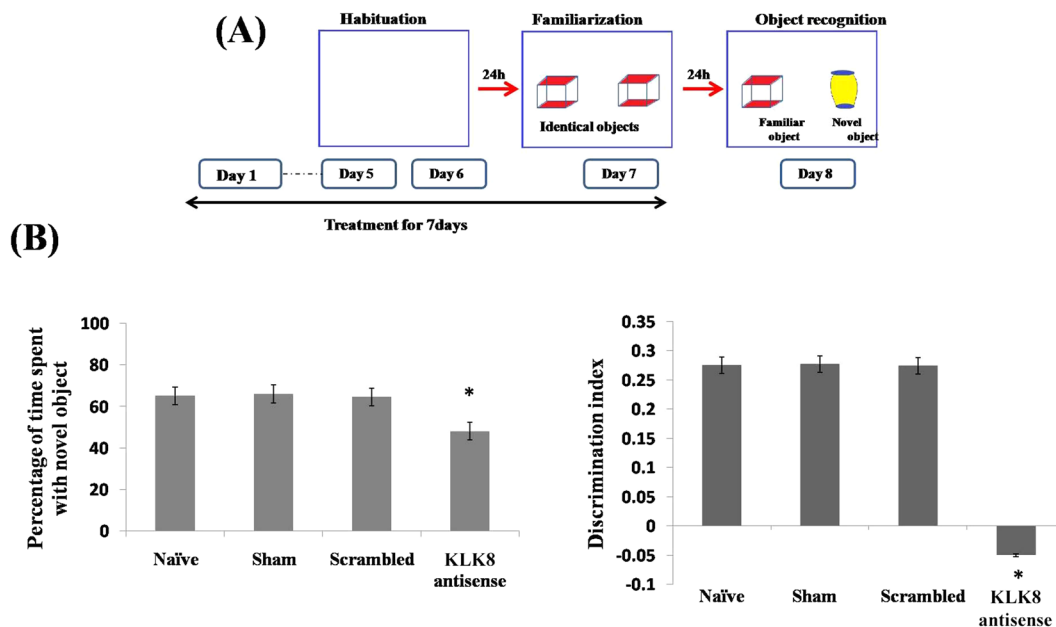 (A)
Habituation
Familiarization
Object recognition
24h
24h
Identical objects
Familiar object
Novel object
Day 1
Day 5
Day 6
Day 7
Day 8
Treatment for 7days
(B)
Percentage of time spent
with novel object
100
80
60
40
20
0
*
Naïve
Sham
Scrambled
KLK8
antisense
Discrimination index
0.35
0.3
0.25
0.2
0.15
0.1
0.05
0
-0.05
-0.1
*
Naïve
Sham
Scrambled
KLK8
antisense